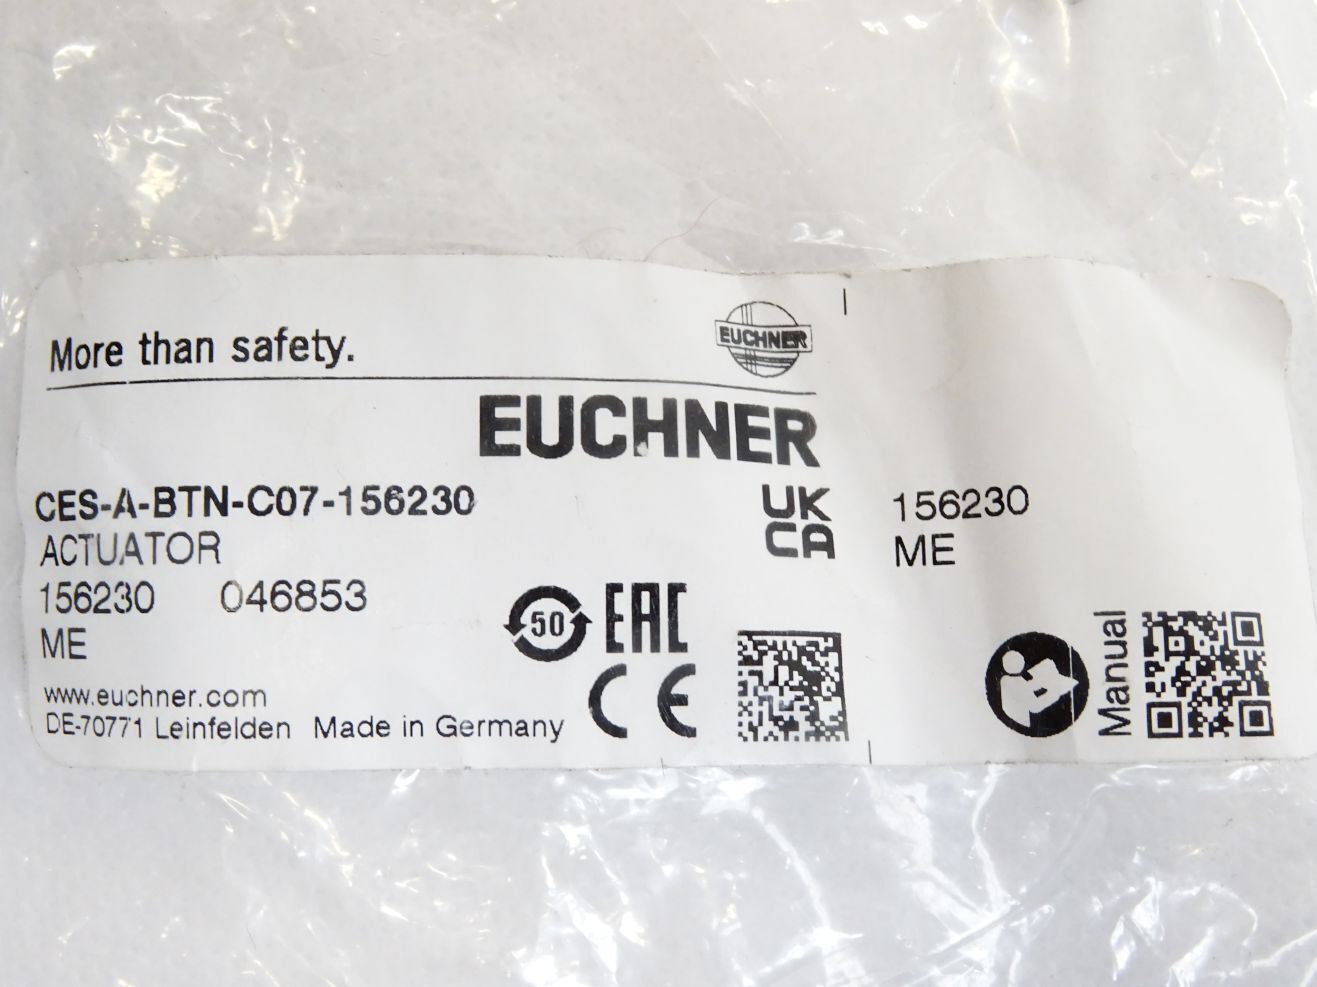 More than safety.
EUCHNER
EUCHNER
CES-A-BTN-C07-156230
ACTUATOR
156230 046853
ME
www.euchner.com
DE-70771 Leinfelden Made in Germany
50
EAC
CE
UK
CA
156230
ME
Manual